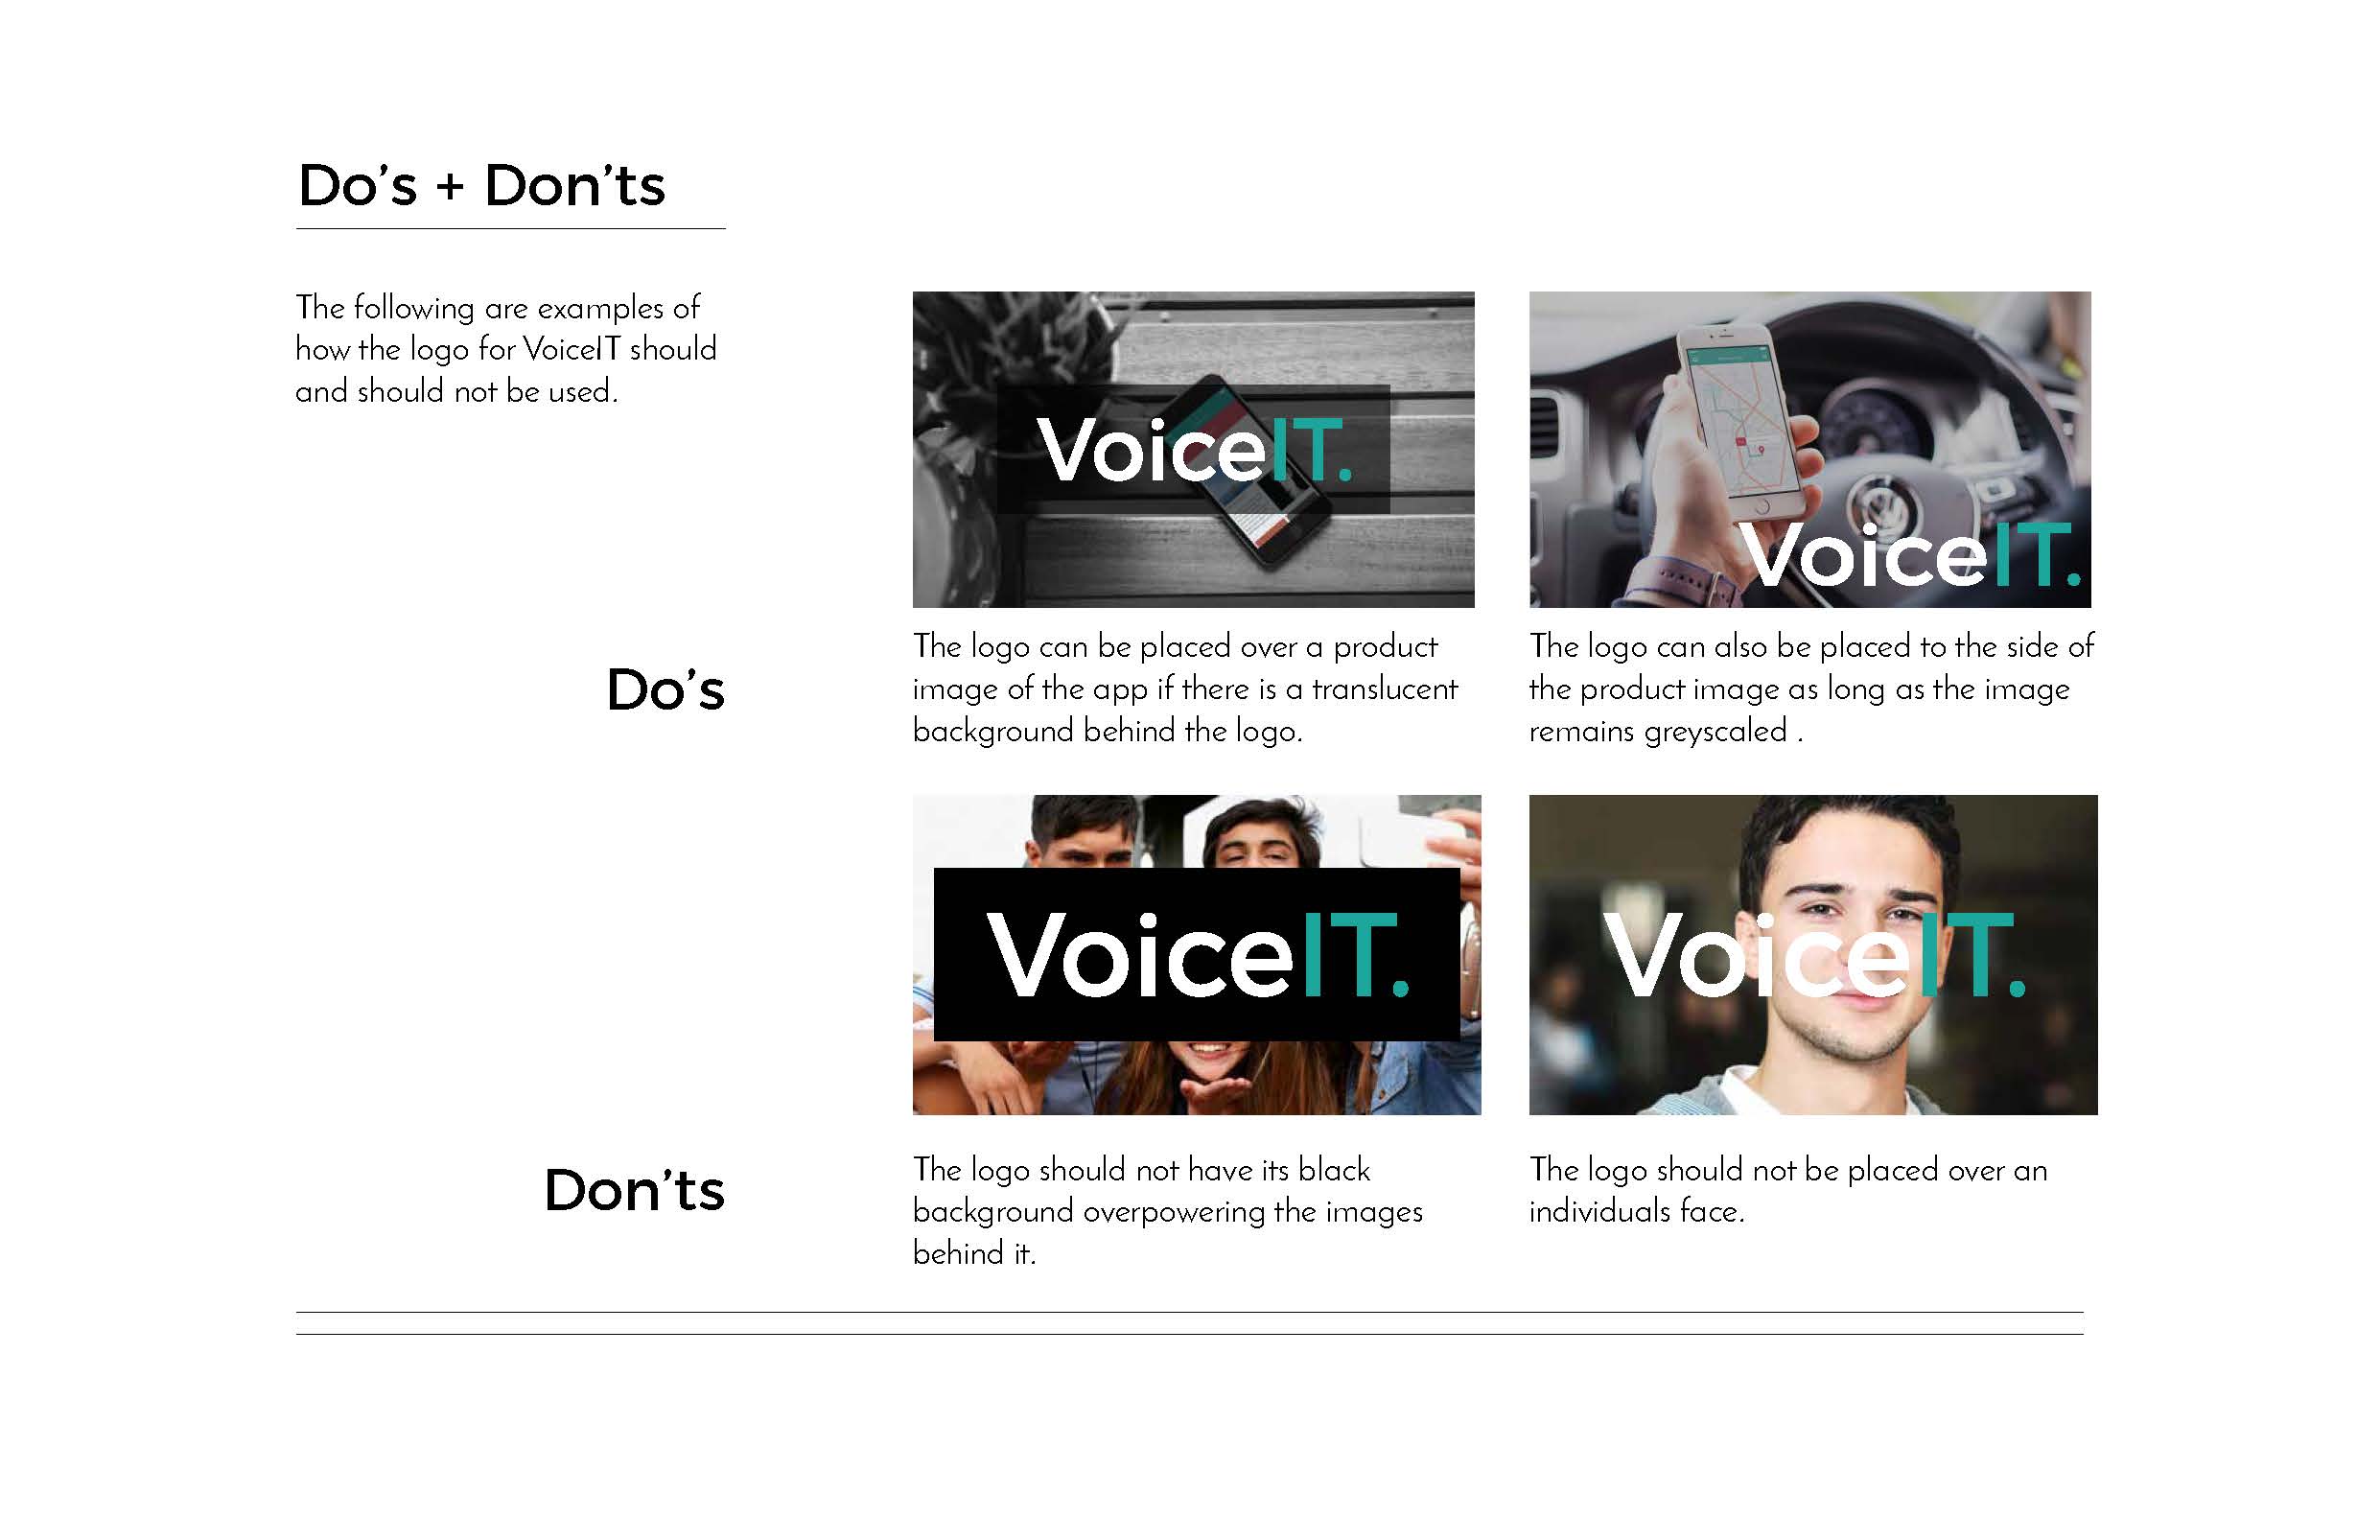 Do’s + Don’ts
The following are examples of
how the logo for VoiceIT should
and should not be used.
VoiceIT.
VoiceIT.
Do’s
The logo can be placed over a product
image of the app if there is a translucent
background behind the logo.
The logo can also be placed to the side of
the product image as long as the image
remains greyscaled .
VoiceIT.
VoiceIT.
Don’ts
The logo should not have its black
background overpowering the images
behind it.
The logo should not be placed over an
individuals face.